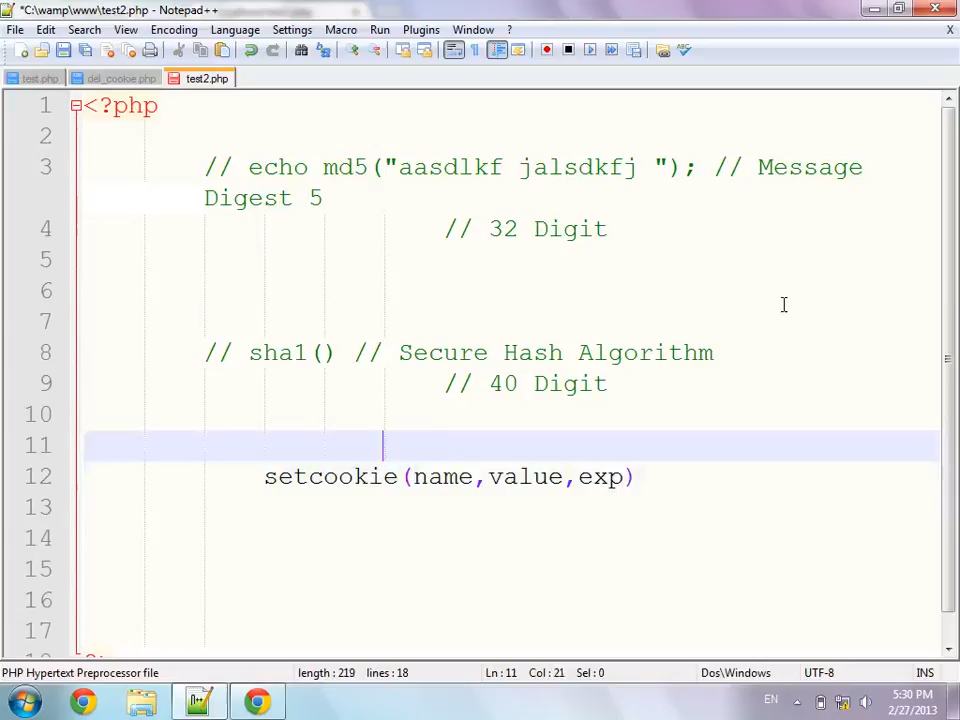 *C:\wamp\www\test2.php - Notepad++
File Edit Search View Encoding Language Settings Macro Run Plugins Window ? X
test.php del_cookie.php test2.php
1 <?php
2
3 // echo md5("aasdlkf jalsdkfj "); // Message
Digest 5
4 // 32 Digit
5
6
7
8 // sha1() // Secure Hash Algorithm
9 // 40 Digit
10
11
12 setcookie(name,value,exp)
13
14
15
16
17
PHP Hypertext Preprocessor file length : 219 lines : 18 Ln : 11 Col : 21 Sel : 0 Dos\Windows UTF-8 INS
EN 5:30 PM
2/27/2013